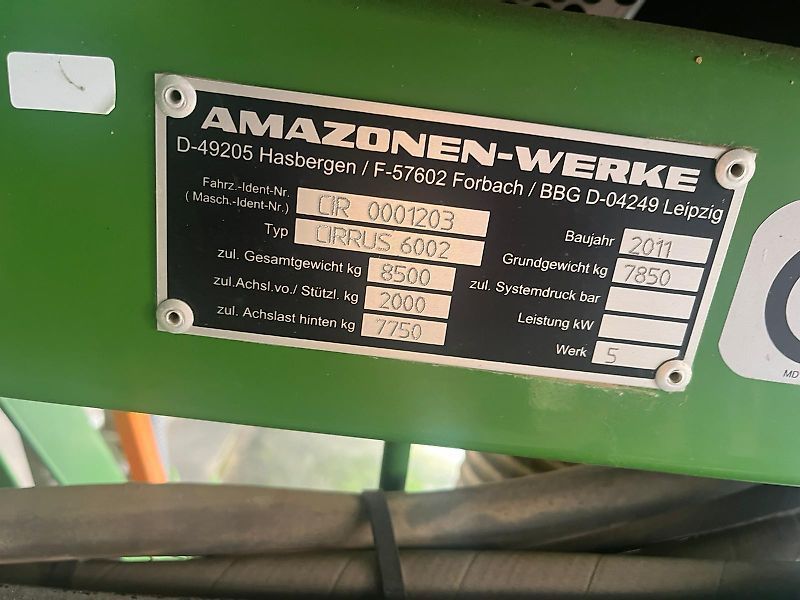 AMAZONEN-WERKE
D-49205 Hasbergen / F-57602 Forbach / BBG D-04249 Leipzig
Fahrz.-Ident-Nr.
( Masch.-Ident-Nr.) CIR 0001203
Typ CIRRUS 6002
zul. Gesamtgewicht kg 8500
zul.Achsl.vo./ Stützl. kg 2000
zul. Achslast hinten kg 7750
Baujahr 2011
Grundgewicht kg 7850
zul. Systemdruck bar
Leistung kW
Werk 5
MD